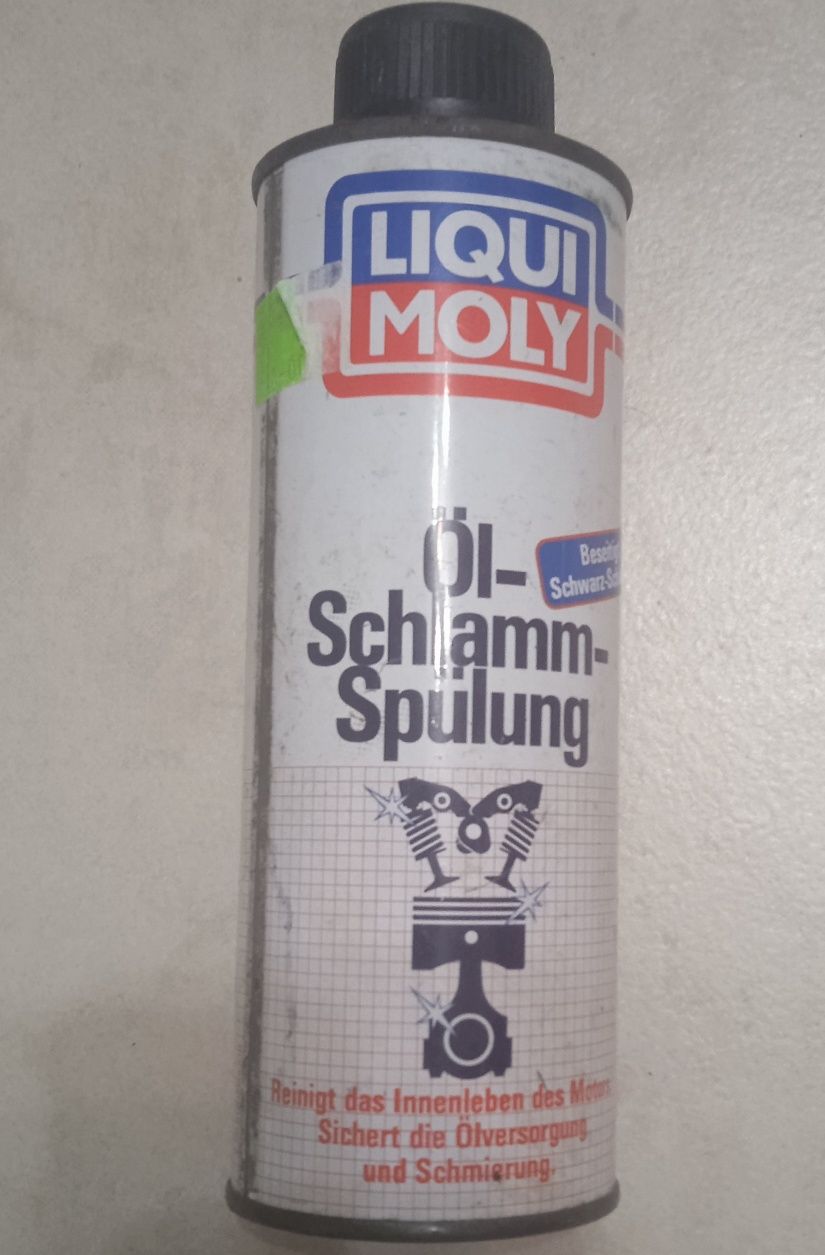 LIQUI
MOLY
Öl-
Schlamm-
Spülung
Reinigt das Innenleben des Motors
Sichert die Ölversorgung
und Schmierung.